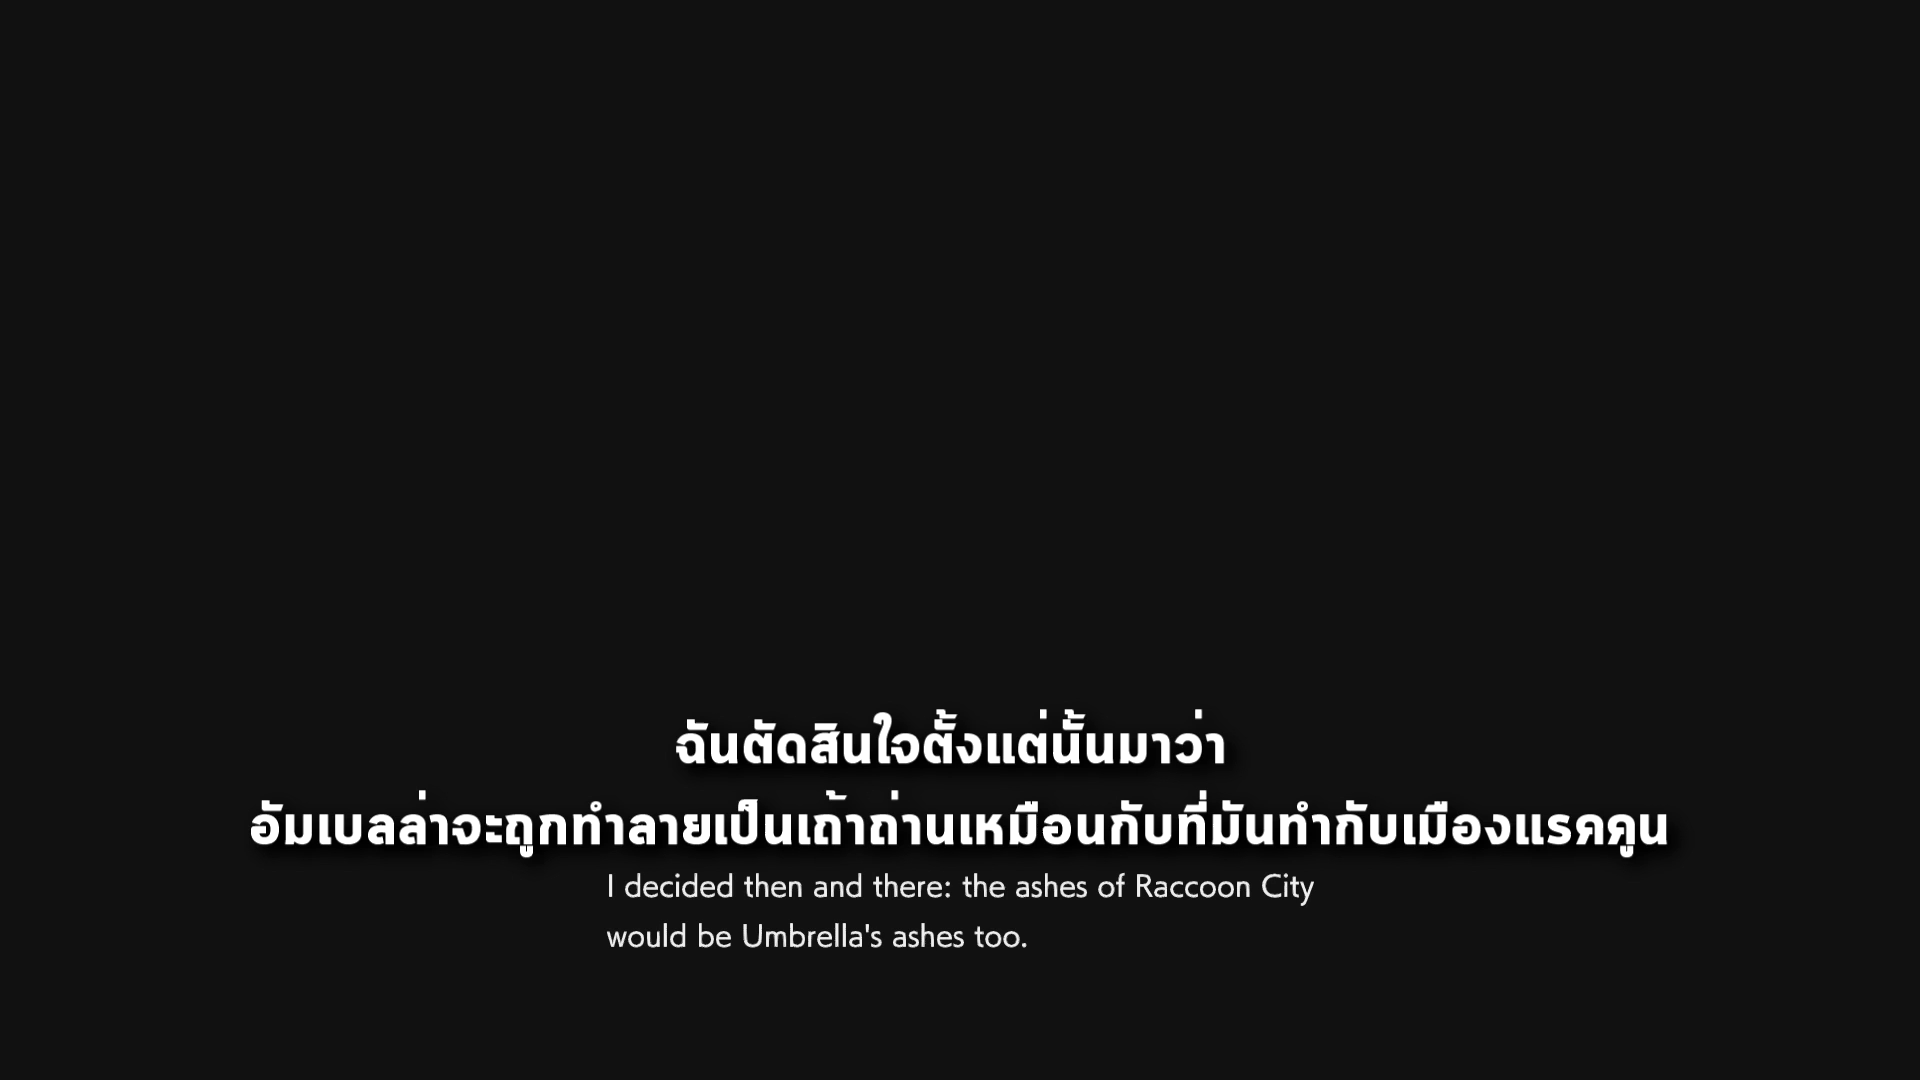 ฉันตัดสินใจตั้งแต่นั้นมาว่า
อัมเบลล่าจะถูกทำลายเป็นเถ้าถ่านเหมือนกับที่มันทำกับเมืองแรคคูน
I decided then and there: the ashes of Raccoon City
would be Umbrella's ashes too.